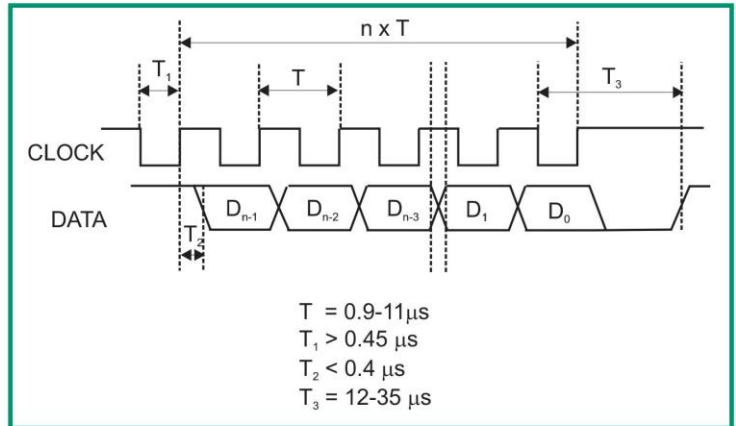 n x T
T₁ T T₃
CLOCK
DATA
Dₙ₋₁ Dₙ₋₂ Dₙ₋₃ D₁ D₀
T₂
T = 0.9-11µs
T₁ > 0.45 µs
T₂ < 0.4 µs
T₃ = 12-35 µs